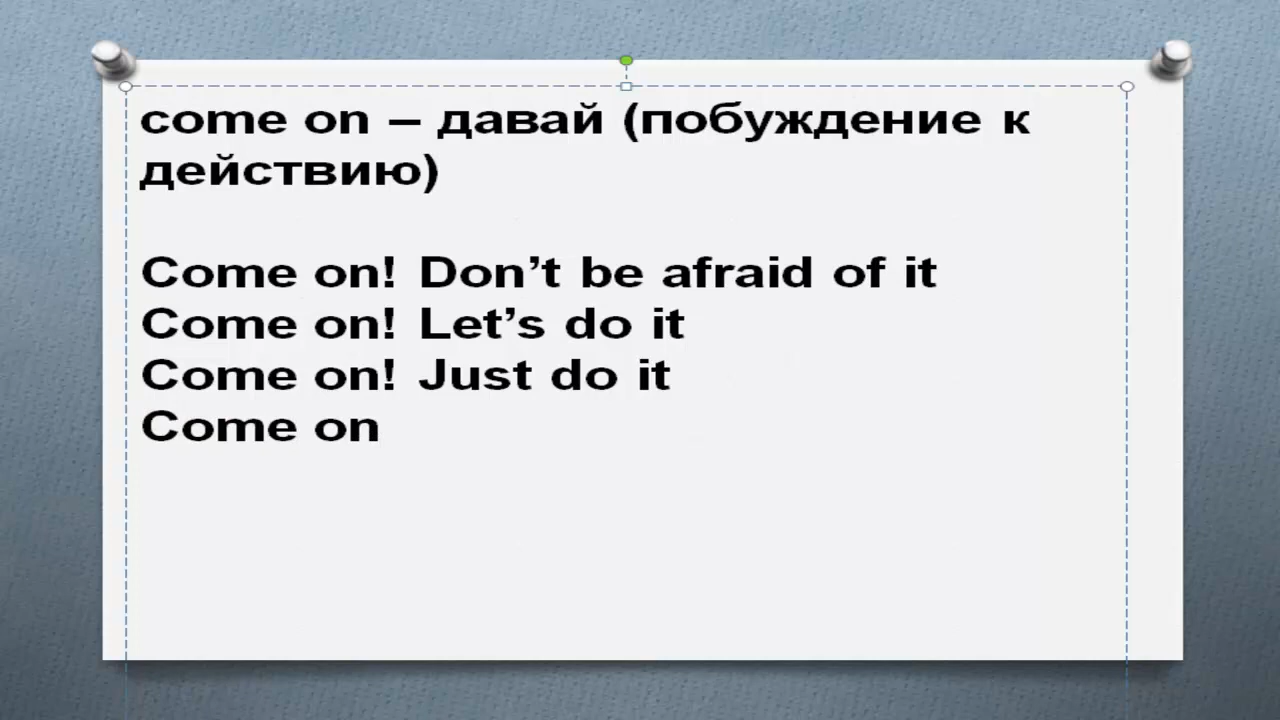 come on – давай (побуждение к
действию)
Come on! Don’t be afraid of it
Come on! Let’s do it
Come on! Just do it
Come on